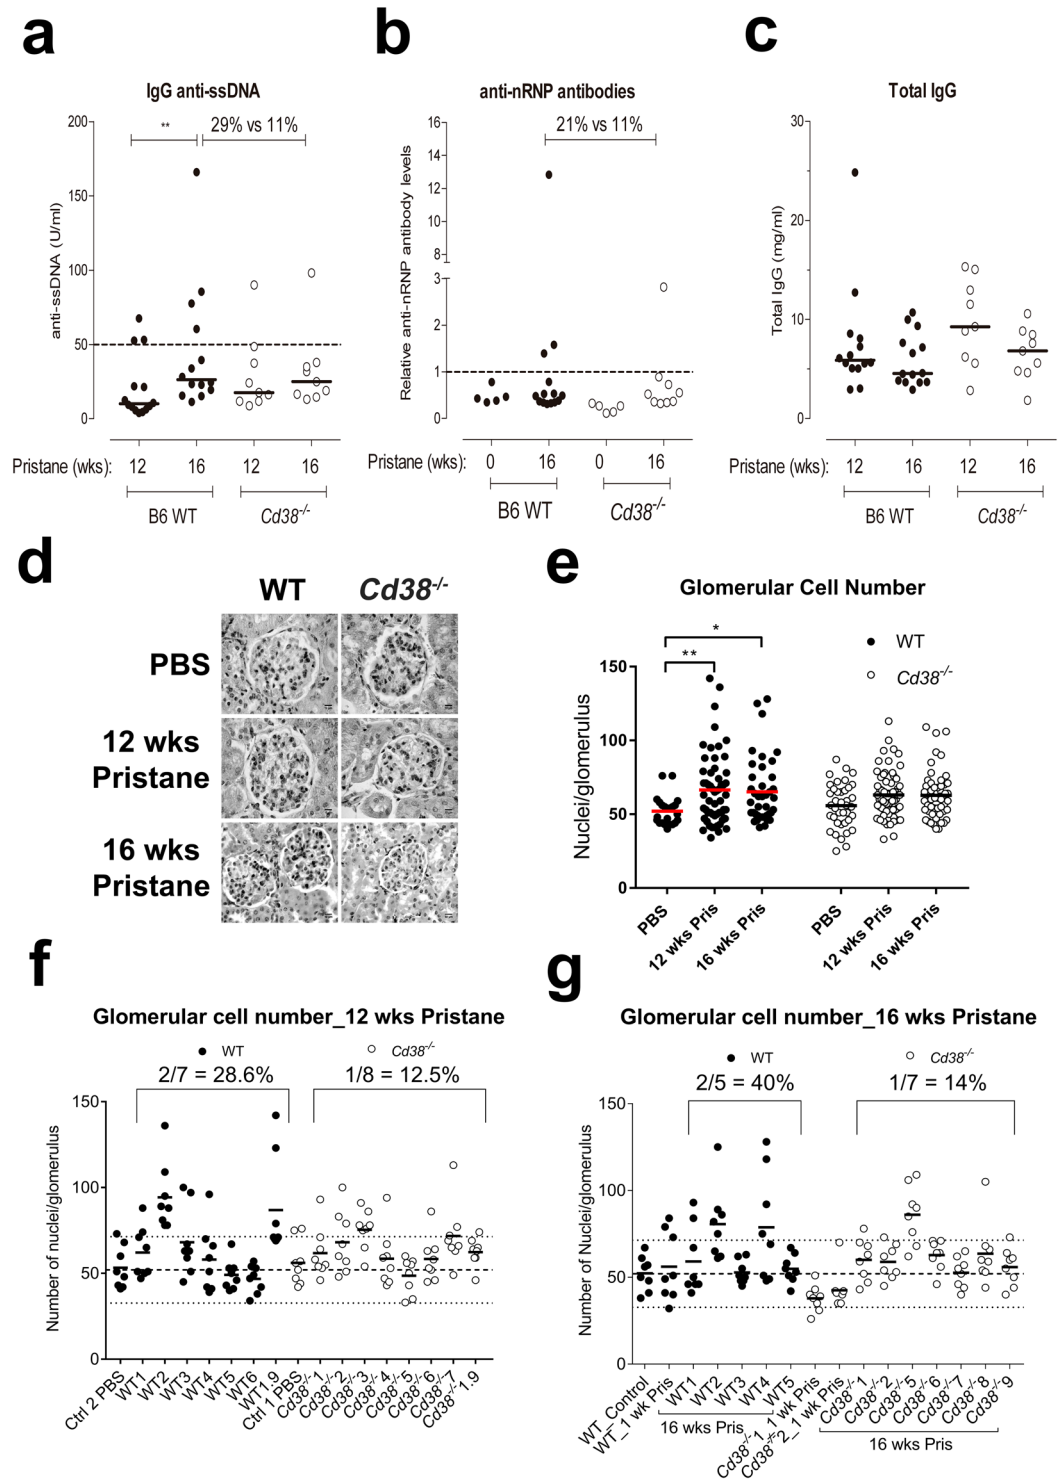 a
IgG anti-ssDNA
200
150
100
50
0
anti-ssDNA (U/ml)
**
29% vs 11%
Pristane (wks): 12 16 12 16
B6 WT Cd38-/-
b
anti-nRNP antibodies
16
14
12
10
8
3
2
1
0
Relative anti-nRNP antibody levels
21% vs 11%
Pristane (wks): 0 16 0 16
B6 WT Cd38-/-
c
Total IgG
30
20
10
0
Total IgG (mg/ml)
Pristane (wks): 12 16 12 16
B6 WT Cd38-/-
d
WT Cd38-/-
PBS
12 wks
Pristane
16 wks
Pristane
e
Glomerular Cell Number
WT
Cd38-/-
*
**
150
100
50
0
Nuclei/glomerulus
PBS 12 wks Pris 16 wks Pris PBS 12 wks Pris 16 wks Pris
f
Glomerular cell number_12 wks Pristane
WT Cd38-/-
2/7 = 28.6% 1/8 = 12.5%
150
100
50
0
Number of nuclei/glomerulus
Ctrl 2 PBS WT1 WT2 WT3 WT4 WT5 WT6 WT1.9 Ctrl 1 PBS Cd38-/-1 Cd38-/-2 Cd38-/-3 Cd38-/-4 Cd38-/-5 Cd38-/-6 Cd38-/-7 Cd38-/-1.9
g
Glomerular cell number_16 wks Pristane
WT Cd38-/-
2/5 = 40% 1/7 = 14%
150
100
50
0
Number of Nuclei/glomerulus
WT_Control WT_1 wk Pris WT1 WT2 WT3 WT4 WT5 Cd38-/-1_1 wk Pris Cd38-/-2_1 wk Pris Cd38-/-1 Cd38-/-2 Cd38-/-5 Cd38-/-6 Cd38-/-7 Cd38-/-8 Cd38-/-9
16 wks Pris
16 wks Pris